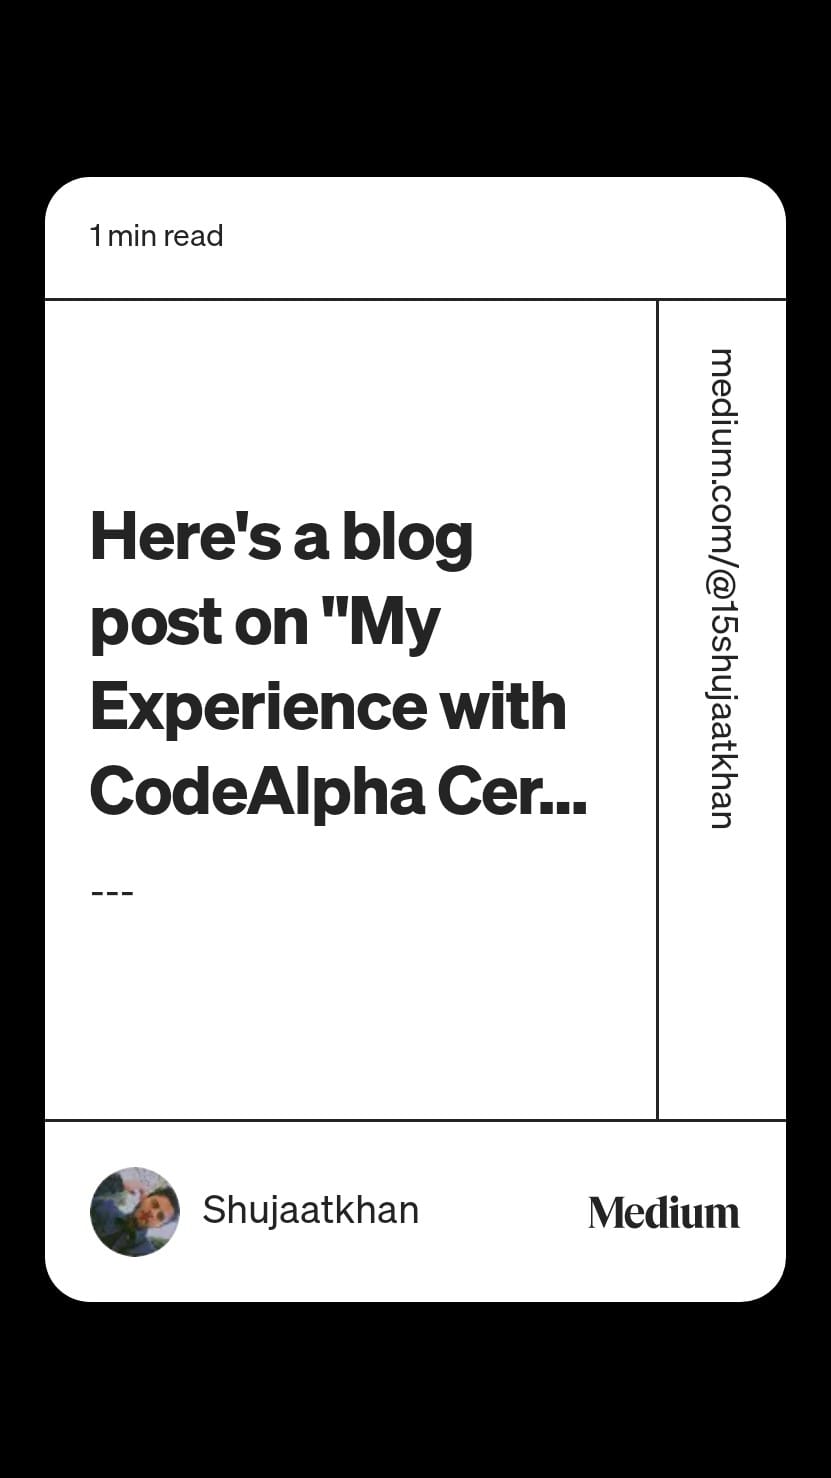 1 min read
Here's a blog
post on "My
Experience with
CodeAlpha Cer...
---
medium.com/@15shujaatkhan
Shujaatkhan
Medium